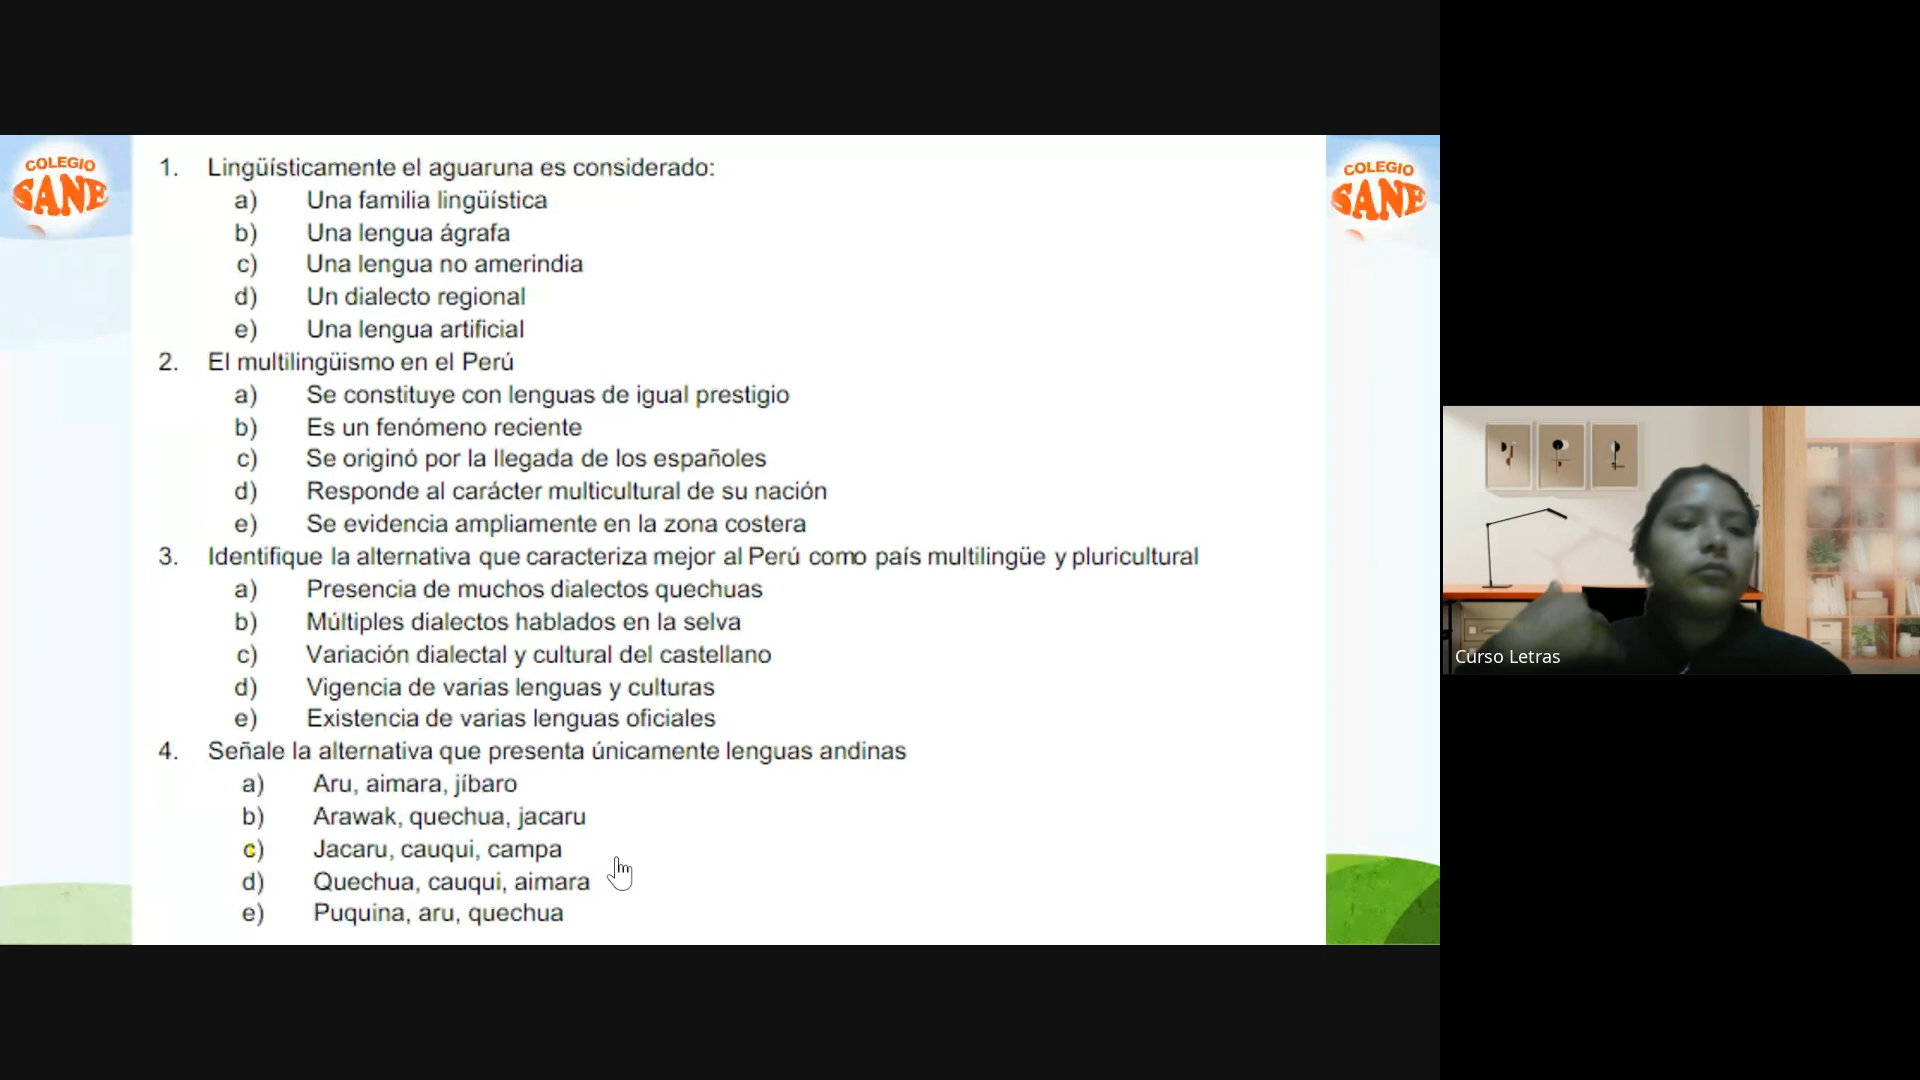 COLEGIO
SANE
COLEGIO
SANE
1. Lingüísticamente el aguaruna es considerado:
a) Una familia lingüística
b) Una lengua ágrafa
c) Una lengua no amerindia
d) Un dialecto regional
e) Una lengua artificial
2. El multilingüismo en el Perú
a) Se constituye con lenguas de igual prestigio
b) Es un fenómeno reciente
c) Se originó por la llegada de los españoles
d) Responde al carácter multicultural de su nación
e) Se evidencia ampliamente en la zona costera
3. Identifique la alternativa que caracteriza mejor al Perú como país multilingüe y pluricultural
a) Presencia de muchos dialectos quechuas
b) Múltiples dialectos hablados en la selva
c) Variación dialectal y cultural del castellano
d) Vigencia de varias lenguas y culturas
e) Existencia de varias lenguas oficiales
4. Señale la alternativa que presenta únicamente lenguas andinas
a) Aru, aimara, jíbaro
b) Arawak, quechua, jacaru
c) Jacaru, cauqui, campa
d) Quechua, cauqui, aimara
e) Puquina, aru, quechua
Curso Letras